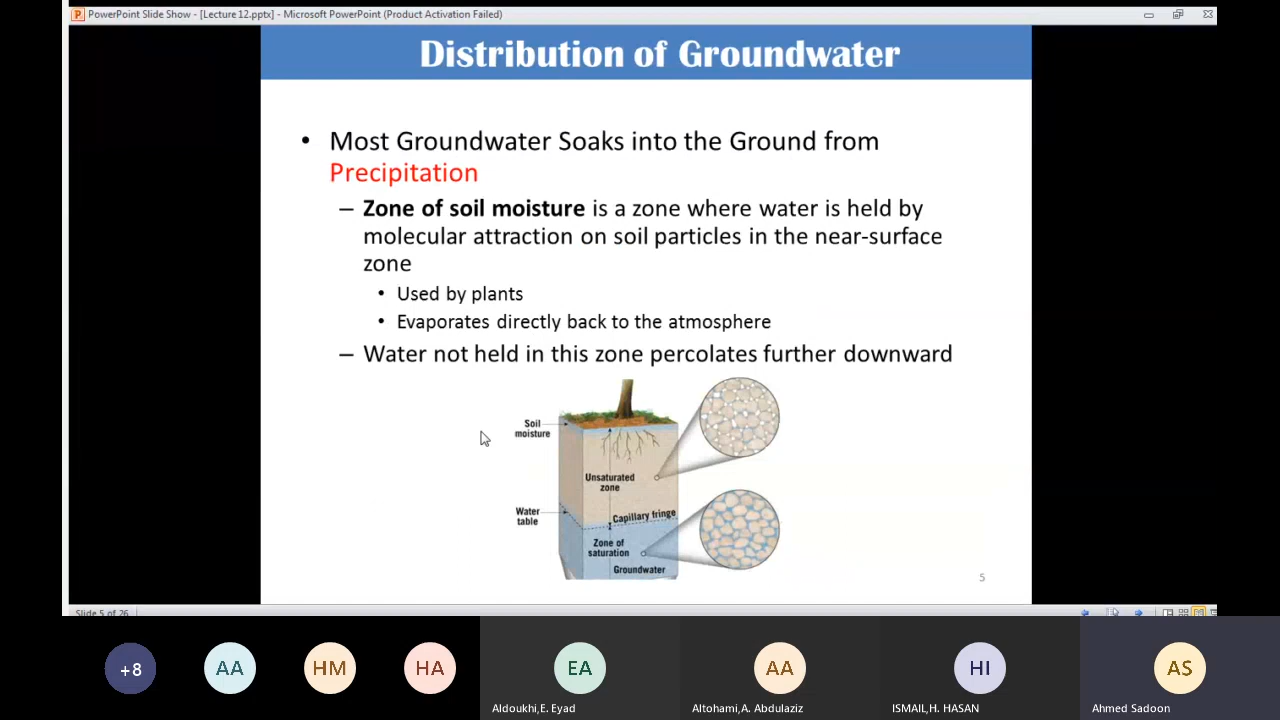 PowerPoint Slide Show - [Lecture 12.pptx] - Microsoft PowerPoint (Product Activation Failed)
Distribution of Groundwater
• Most Groundwater Soaks into the Ground from
Precipitation
– Zone of soil moisture is a zone where water is held by
molecular attraction on soil particles in the near-surface
zone
• Used by plants
• Evaporates directly back to the atmosphere
– Water not held in this zone percolates further downward
Soil
moisture
Unsaturated
zone
Water
table
Capillary fringe
Zone of
saturation
Groundwater
5
Slide 5 of 26
+8
AA
HM
HA
EA
AA
HI
AS
Aldoukhi,E. Eyad
Altohami,A. Abdulaziz
ISMAIL,H. HASAN
Ahmed Sadoon